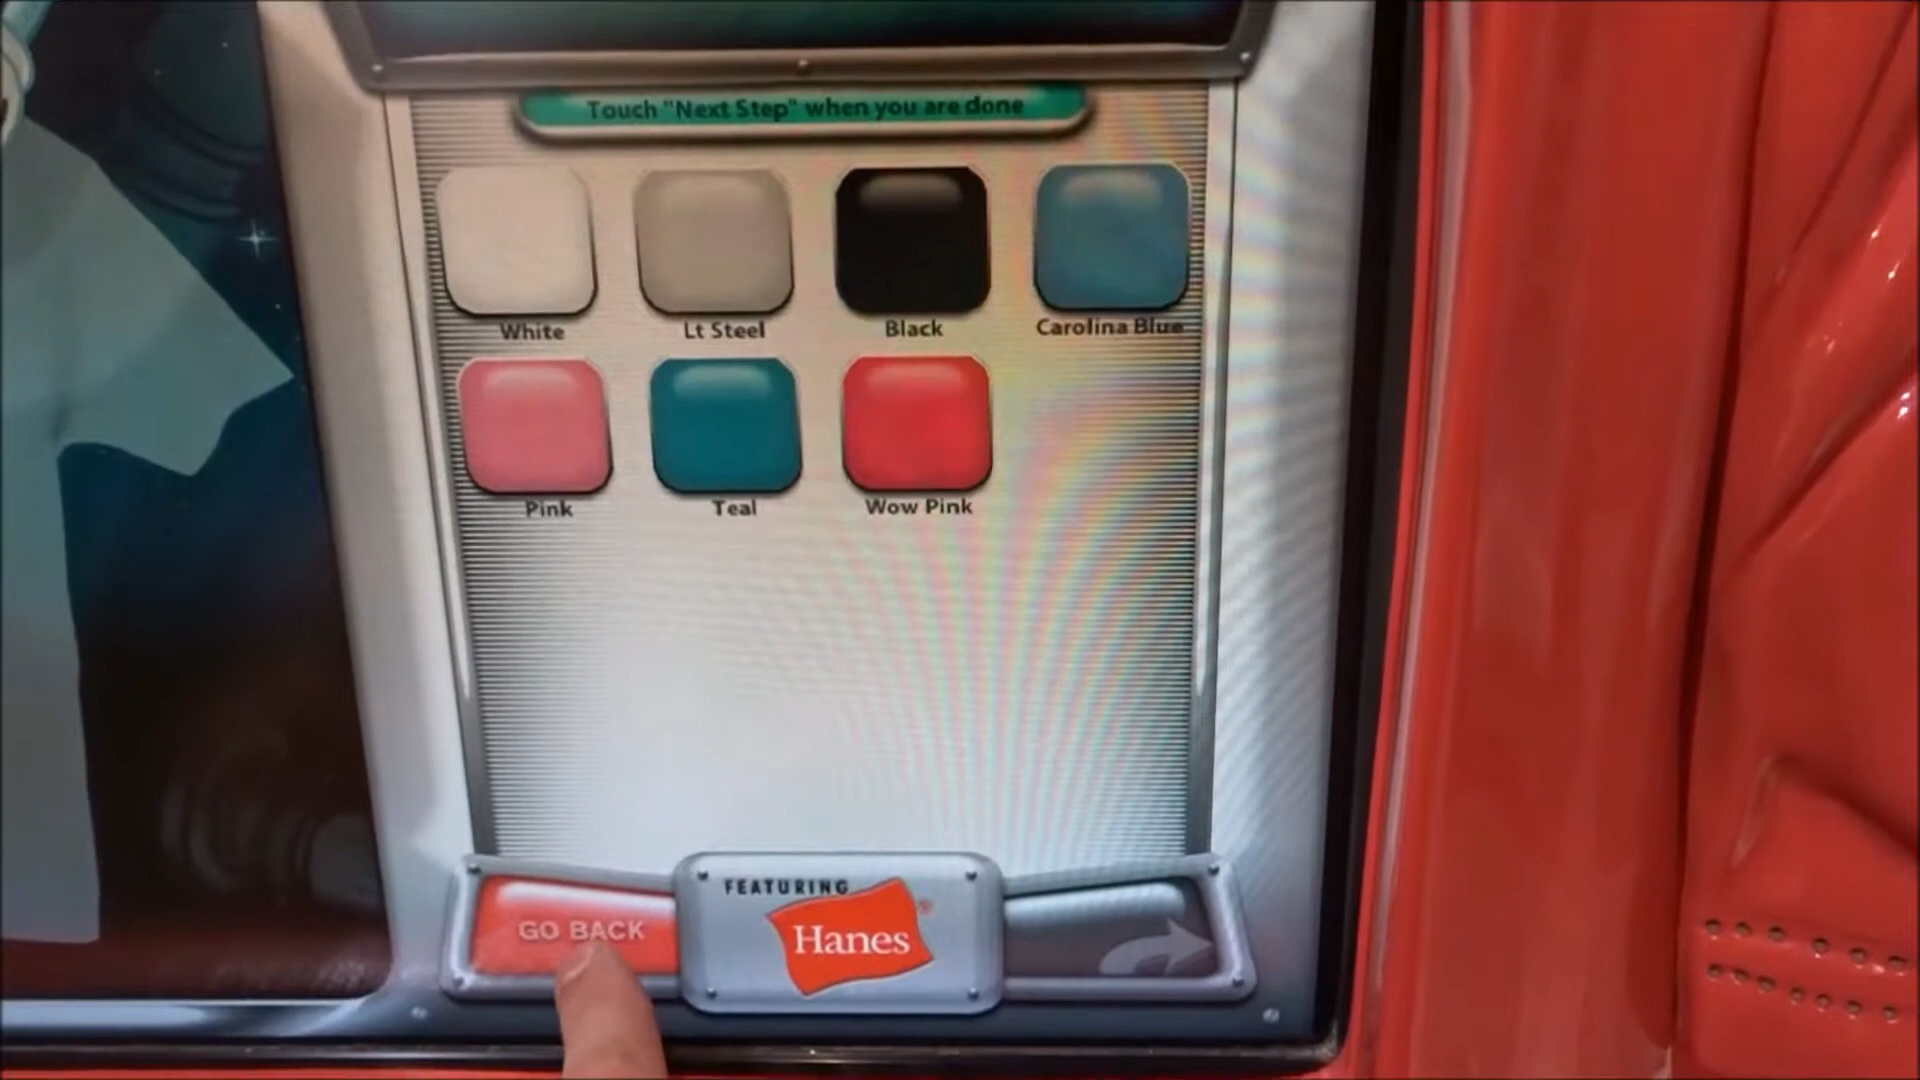 Touch "Next Step" when you are done
White
Lt Steel
Black
Carolina Blue
Pink
Teal
Wow Pink
FEATURING
GO BACK
Hanes®